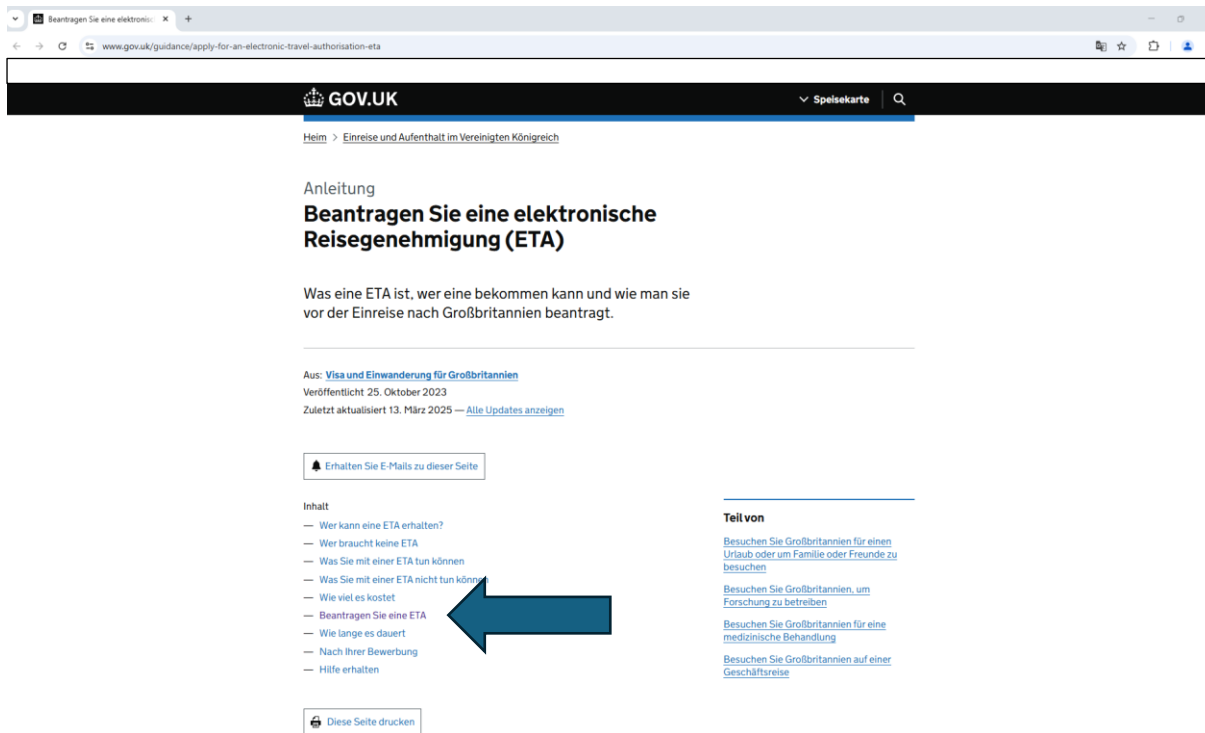 Beantragen Sie eine elektronisc
www.gov.uk/guidance/apply-for-an-electronic-travel-authorisation-eta
GOV.UK
Speisekarte
Heim > Einreise und Aufenthalt im Vereinigten Königreich
Anleitung
Beantragen Sie eine elektronische
Reisegenehmigung (ETA)
Was eine ETA ist, wer eine bekommen kann und wie man sie
vor der Einreise nach Großbritannien beantragt.
Aus: Visa und Einwanderung für Großbritannien
Veröffentlicht 25. Oktober 2023
Zuletzt aktualisiert 13. März 2025 — Alle Updates anzeigen
Erhalten Sie E-Mails zu dieser Seite
Inhalt
— Wer kann eine ETA erhalten?
— Wer braucht keine ETA
— Was Sie mit einer ETA tun können
— Was Sie mit einer ETA nicht tun können
— Wie viel es kostet
— Beantragen Sie eine ETA
— Wie lange es dauert
— Nach Ihrer Bewerbung
— Hilfe erhalten
Teil von
Besuchen Sie Großbritannien für einen
Urlaub oder um Familie oder Freunde zu
besuchen
Besuchen Sie Großbritannien, um
Forschung zu betreiben
Besuchen Sie Großbritannien für eine
medizinische Behandlung
Besuchen Sie Großbritannien auf einer
Geschäftsreise
Diese Seite drucken